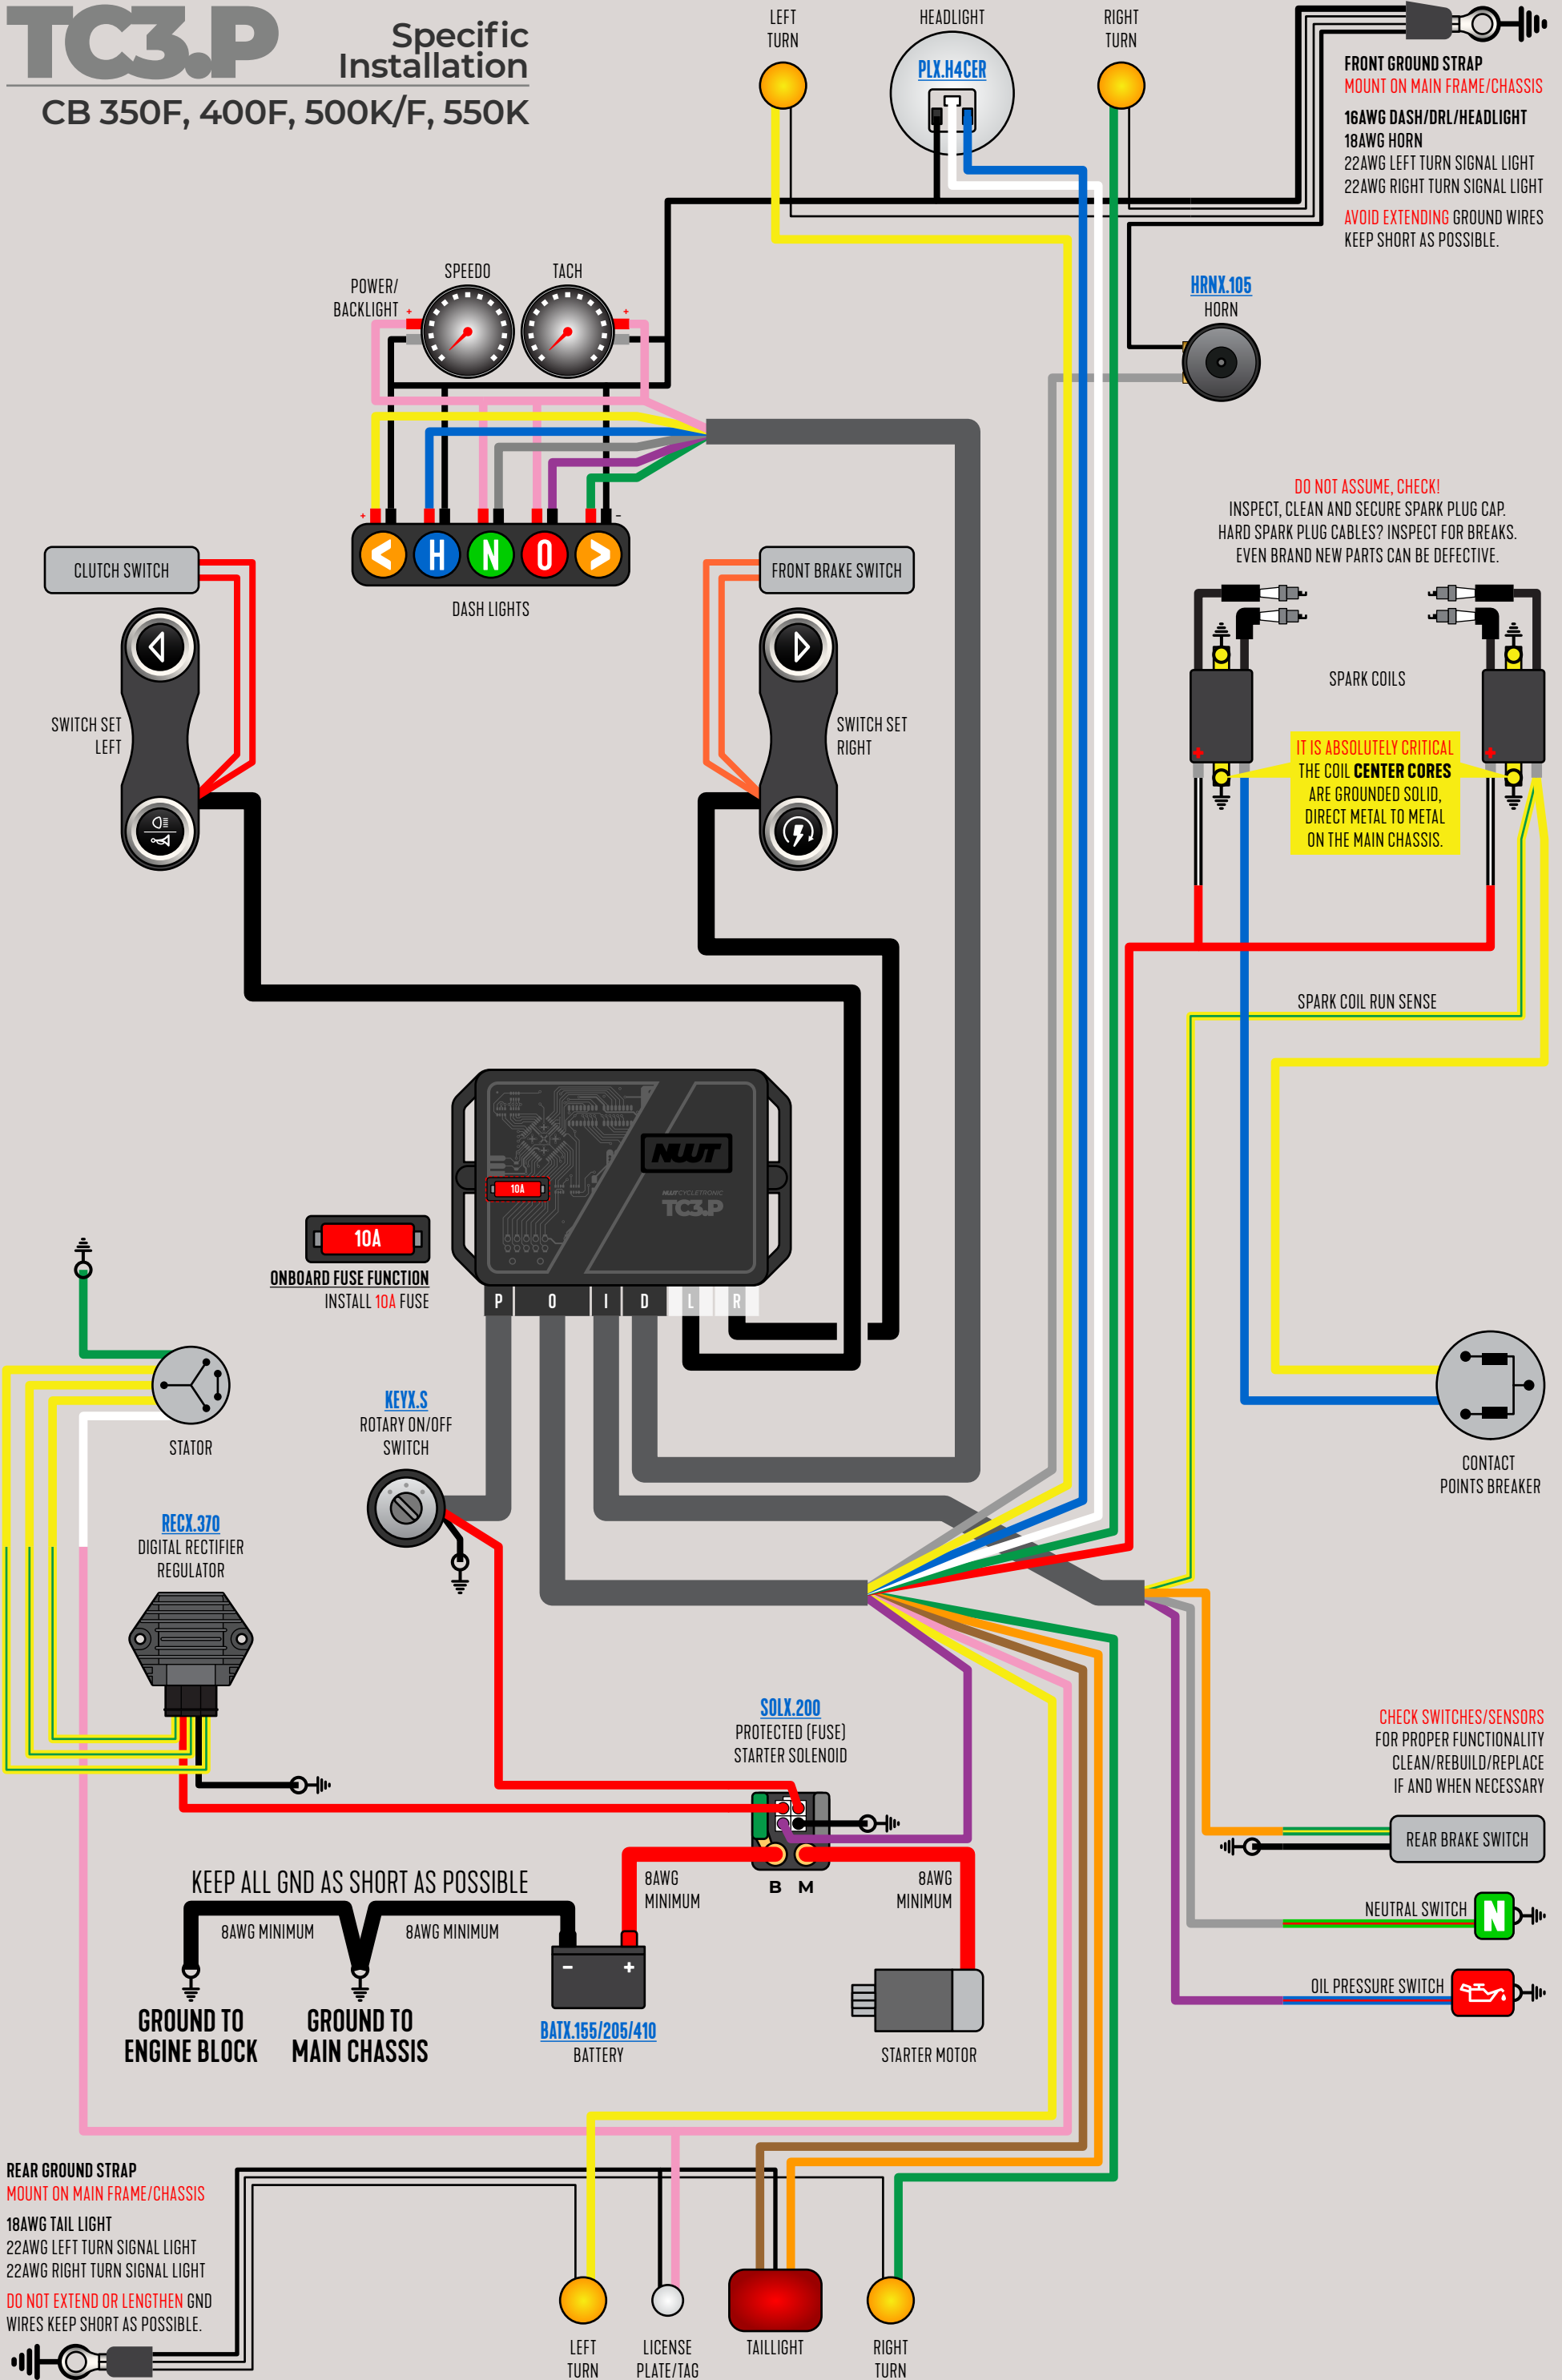 TC3.P
Specific
Installation
CB 350F, 400F, 500K/F, 550K
LEFT
TURN
HEADLIGHT
PLX.H4CER
RIGHT
TURN
FRONT GROUND STRAP
MOUNT ON MAIN FRAME/CHASSIS
16AWG DASH/DRL/HEADLIGHT
18AWG HORN
22AWG LEFT TURN SIGNAL LIGHT
22AWG RIGHT TURN SIGNAL LIGHT
AVOID EXTENDING GROUND WIRES
KEEP SHORT AS POSSIBLE.
POWER/
BACKLIGHT
SPEEDO
TACH
+
+
HRNX.105
HORN
+
-
< H N O >
DASH LIGHTS
CLUTCH SWITCH
FRONT BRAKE SWITCH
SWITCH SET
LEFT
SWITCH SET
RIGHT
DO NOT ASSUME, CHECK!
INSPECT, CLEAN AND SECURE SPARK PLUG CAP.
HARD SPARK PLUG CABLES? INSPECT FOR BREAKS.
EVEN BRAND NEW PARTS CAN BE DEFECTIVE.
SPARK COILS
+
+
IT IS ABSOLUTELY CRITICAL
THE COIL CENTER CORES
ARE GROUNDED SOLID,
DIRECT METAL TO METAL
ON THE MAIN CHASSIS.
SPARK COIL RUN SENSE
NWT
10A
NWT CYCLETRONIC
TC3.P
10A
ONBOARD FUSE FUNCTION
INSTALL 10A FUSE
P O I D L R
STATOR
KEYX.S
ROTARY ON/OFF
SWITCH
CONTACT
POINTS BREAKER
RECX.370
DIGITAL RECTIFIER
REGULATOR
SOLX.200
PROTECTED (FUSE)
STARTER SOLENOID
B M
CHECK SWITCHES/SENSORS
FOR PROPER FUNCTIONALITY
CLEAN/REBUILD/REPLACE
IF AND WHEN NECESSARY
REAR BRAKE SWITCH
NEUTRAL SWITCH
N
OIL PRESSURE SWITCH
KEEP ALL GND AS SHORT AS POSSIBLE
8AWG MINIMUM
8AWG MINIMUM
8AWG
MINIMUM
8AWG
MINIMUM
GROUND TO
ENGINE BLOCK
GROUND TO
MAIN CHASSIS
- +
BATX.155/205/410
BATTERY
STARTER MOTOR
REAR GROUND STRAP
MOUNT ON MAIN FRAME/CHASSIS
18AWG TAIL LIGHT
22AWG LEFT TURN SIGNAL LIGHT
22AWG RIGHT TURN SIGNAL LIGHT
DO NOT EXTEND OR LENGTHEN GND
WIRES KEEP SHORT AS POSSIBLE.
LEFT
TURN
LICENSE
PLATE/TAG
TAILLIGHT
RIGHT
TURN